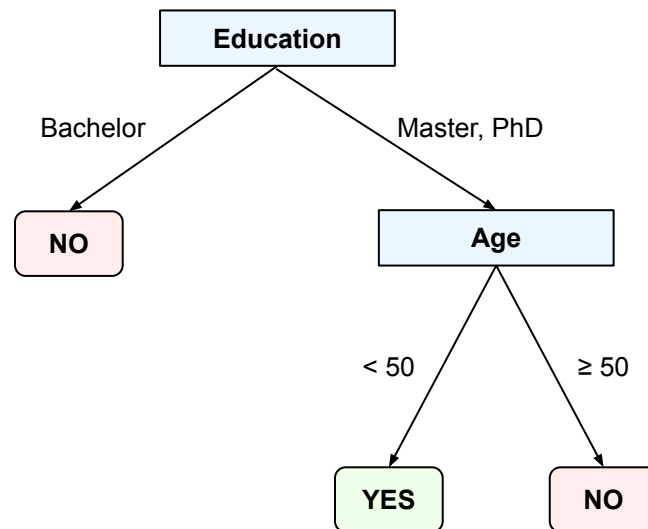 Education
Bachelor
Master, PhD
NO
Age
< 50
≥ 50
YES
NO